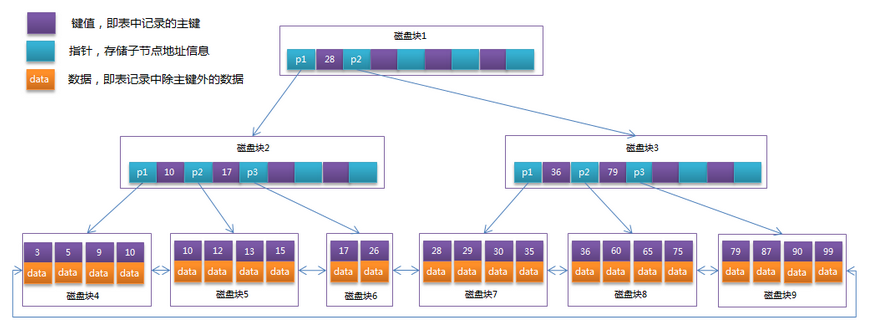 键值，即表中记录的主键
指针，存储子节点地址信息
data 数据，即表记录中除主键外的数据
磁盘块1
p1 28 p2
磁盘块2
p1 10 p2 17 p3
磁盘块3
p1 36 p2 79 p3
3 5 9 10
data data data data
磁盘块4
10 12 13 15
data data data data
磁盘块5
17 26
data data
磁盘块6
28 29 30 35
data data data data
磁盘块7
36 60 65 75
data data data data
磁盘块8
79 87 90 99
data data data data
磁盘块9